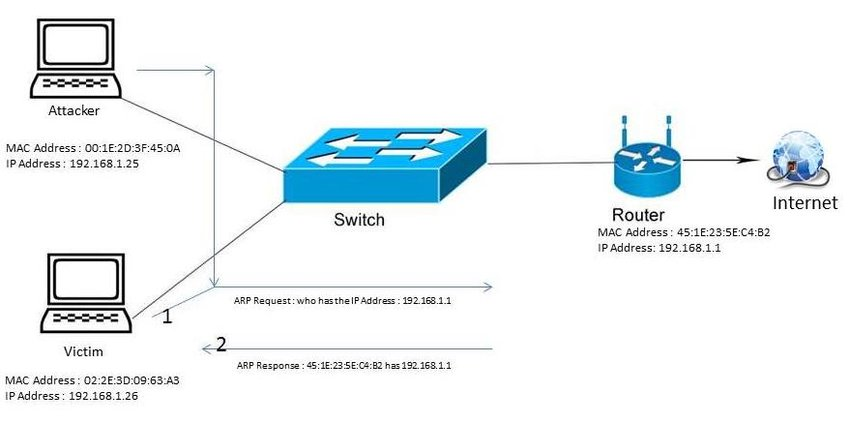 Attacker
MAC Address : 00:1E:2D:3F:45:0A
IP Address : 192.168.1.25
Switch
Router
MAC Address : 45:1E:23:5E:C4:B2
IP Address: 192.168.1.1
Internet
1
ARP Request : who has the IP Address : 192.168.1.1
2
ARP Response : 45:1E:23:5E:C4:B2 has 192.168.1.1
Victim
MAC Address : 02:2E:3D:09:63:A3
IP Address : 192.168.1.26